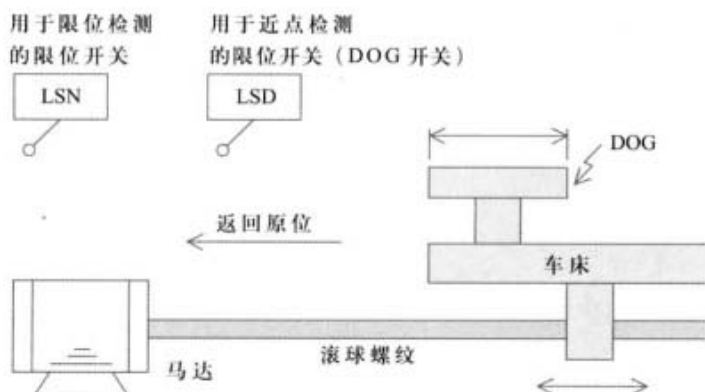 用于限位检测
的限位开关
用于近点检测
的限位开关(DOG 开关)
LSN
LSD
DOG
返回原位
车床
滚球螺纹
马达